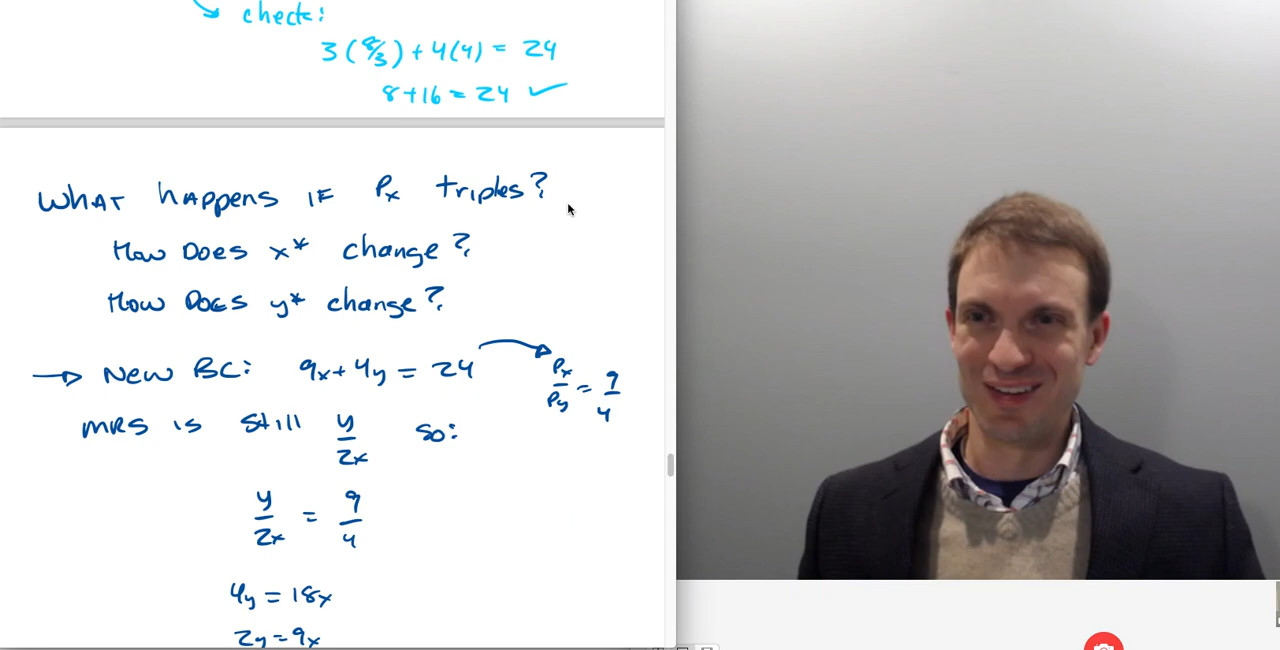 check:
3(8/3) + 4(4) = 24
8+16 = 24 ✓
What happens IF Px triples?
How Does x* change?
How Does y* change?
→ New BC: 9x+4y = 24
Px/Py = 9/4
MRS is still y/2x so:
y/2x = 9/4
4y = 18x
2y = 9x